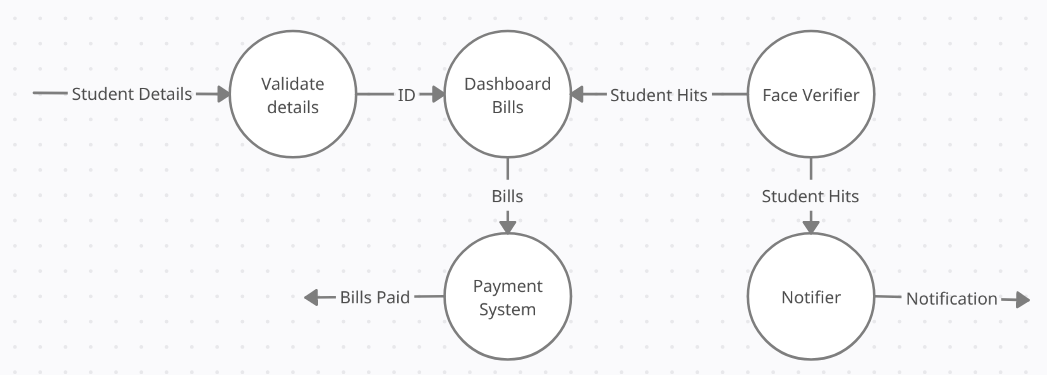 Student Details
Validate
details
ID
Dashboard
Bills
Student Hits
Face Verifier
Bills
Student Hits
Bills Paid
Payment
System
Notifier
Notification